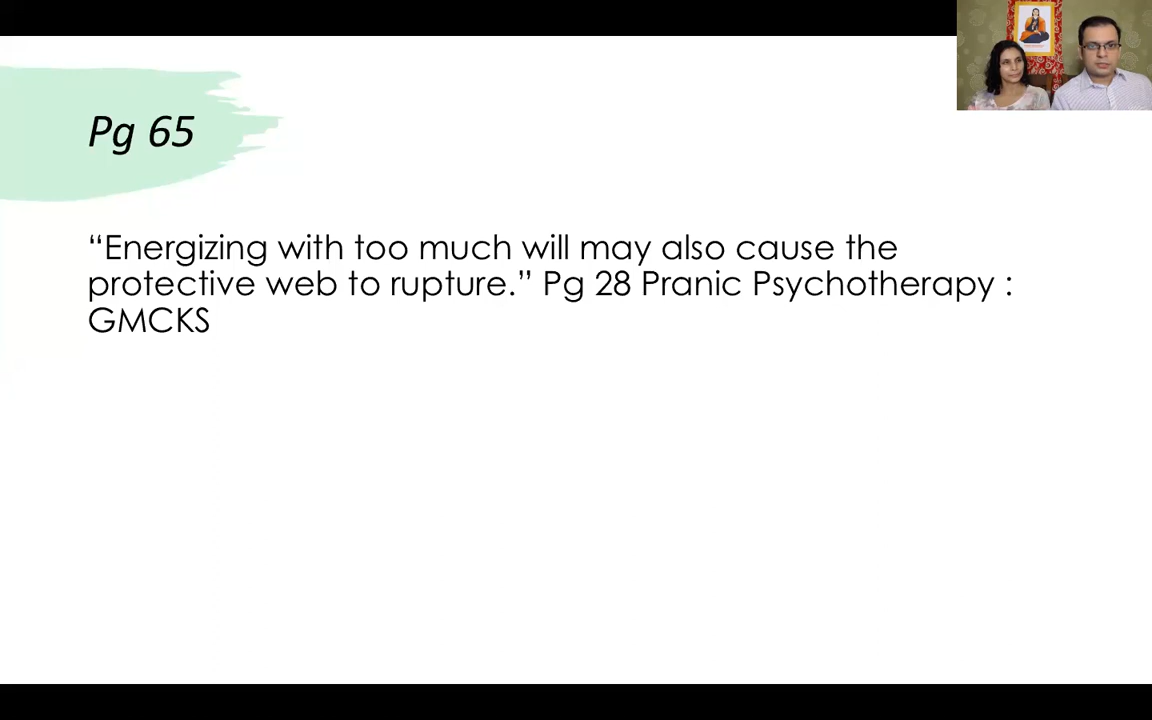 Pg 65
“Energizing with too much will may also cause the
protective web to rupture.” Pg 28 Pranic Psychotherapy :
GMCKS